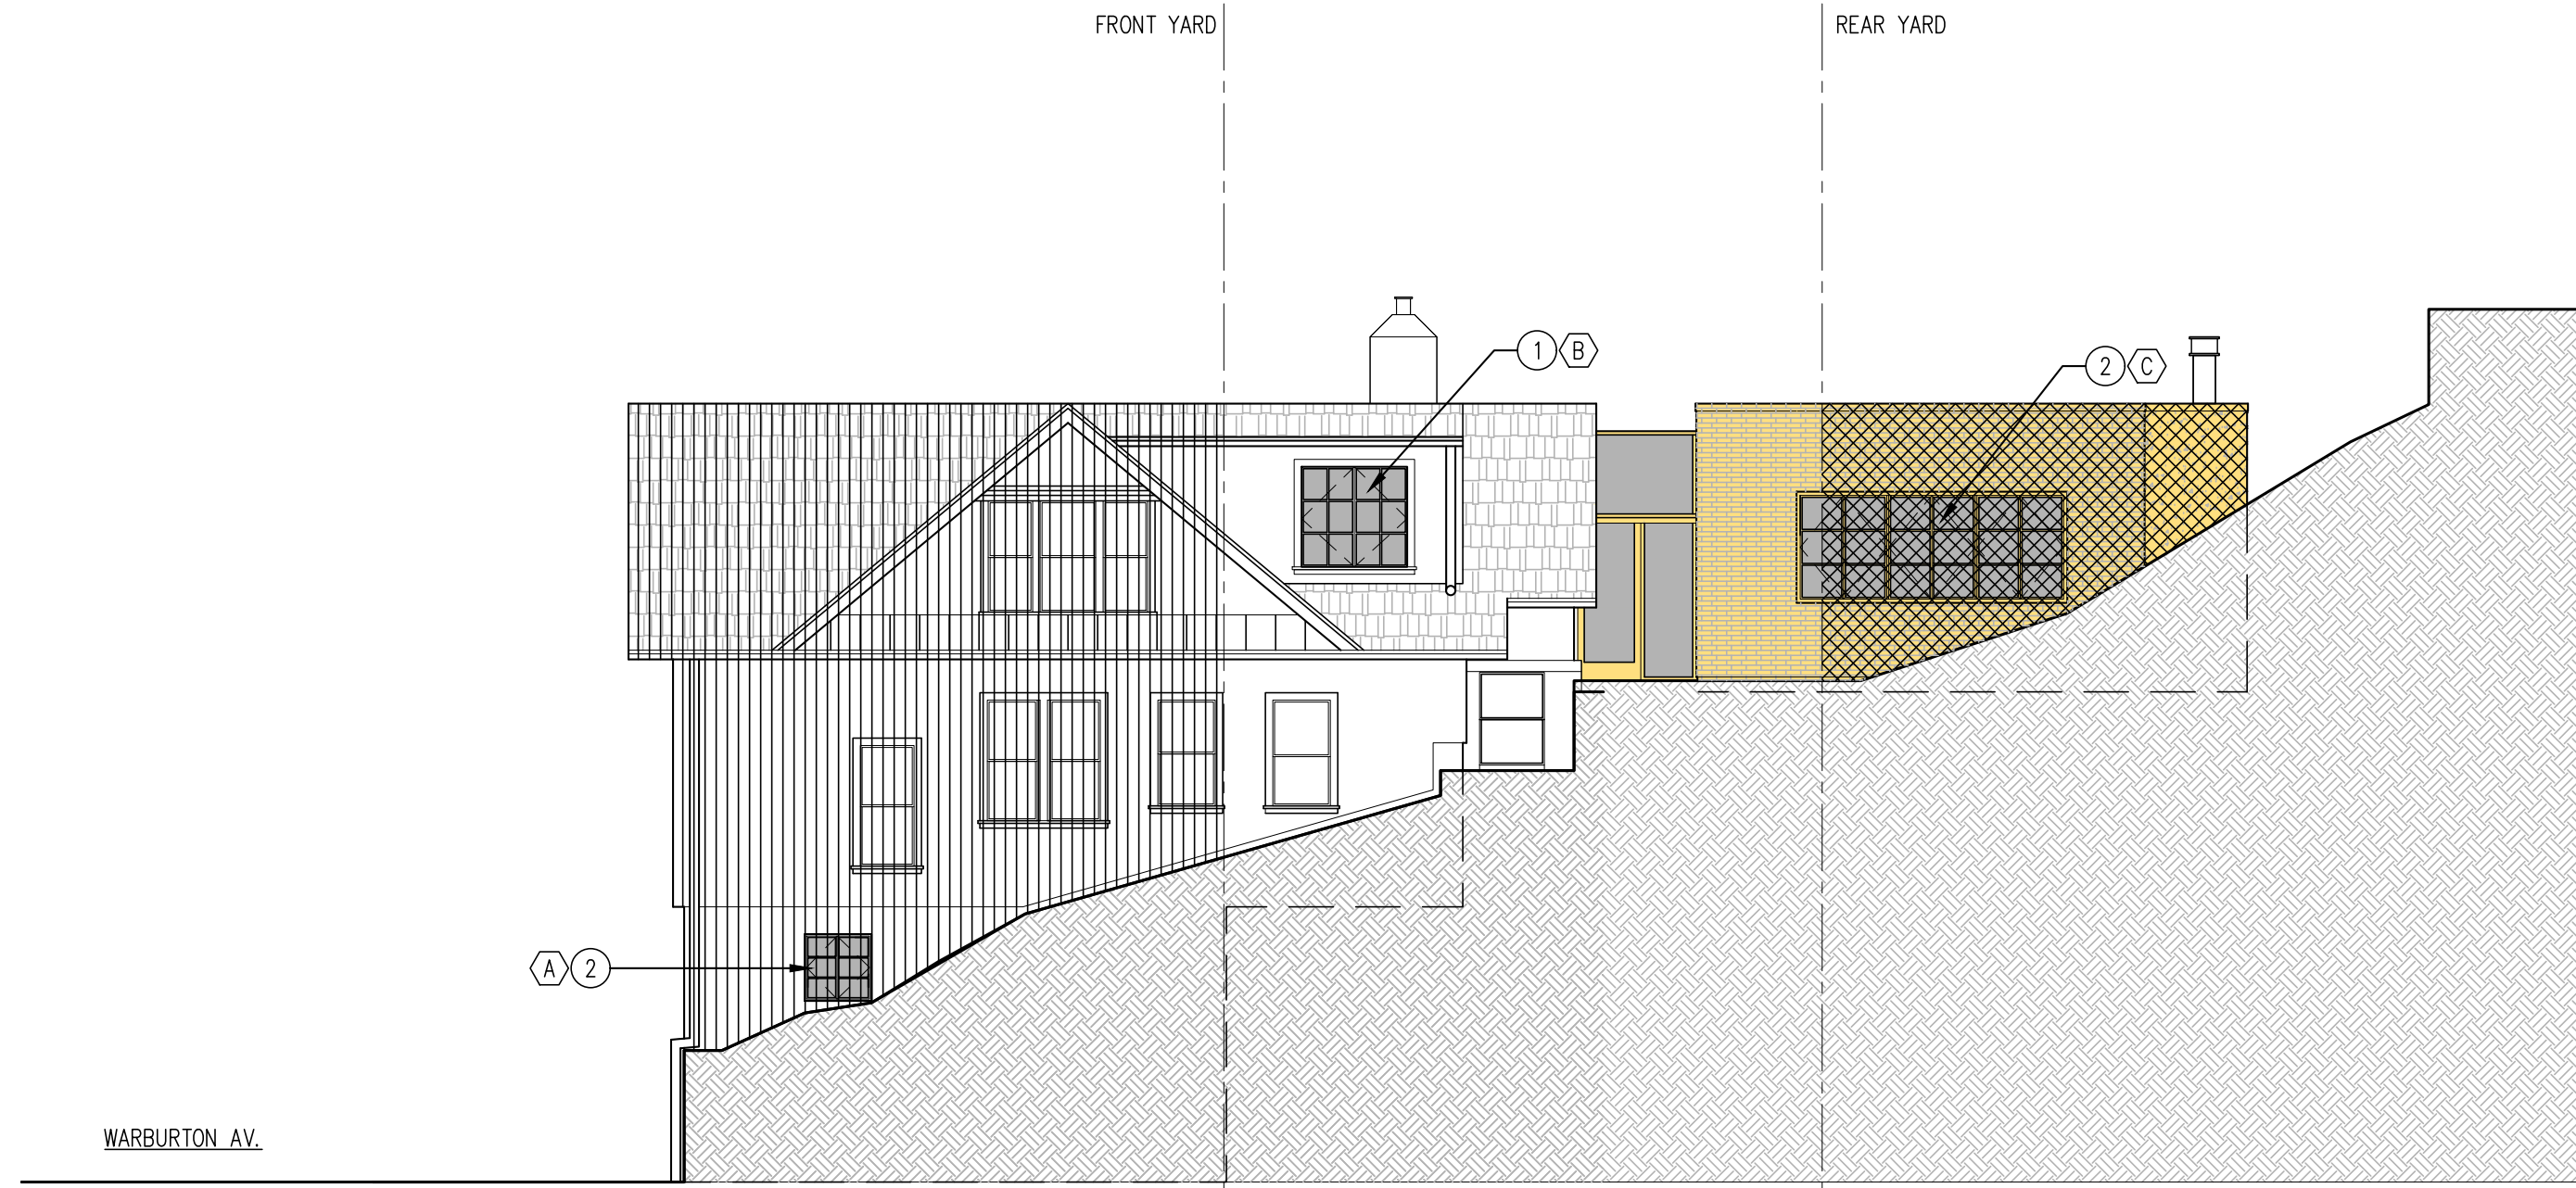 FRONT YARD
REAR YARD
1 B
2 C
A 2
WARBURTON AV.